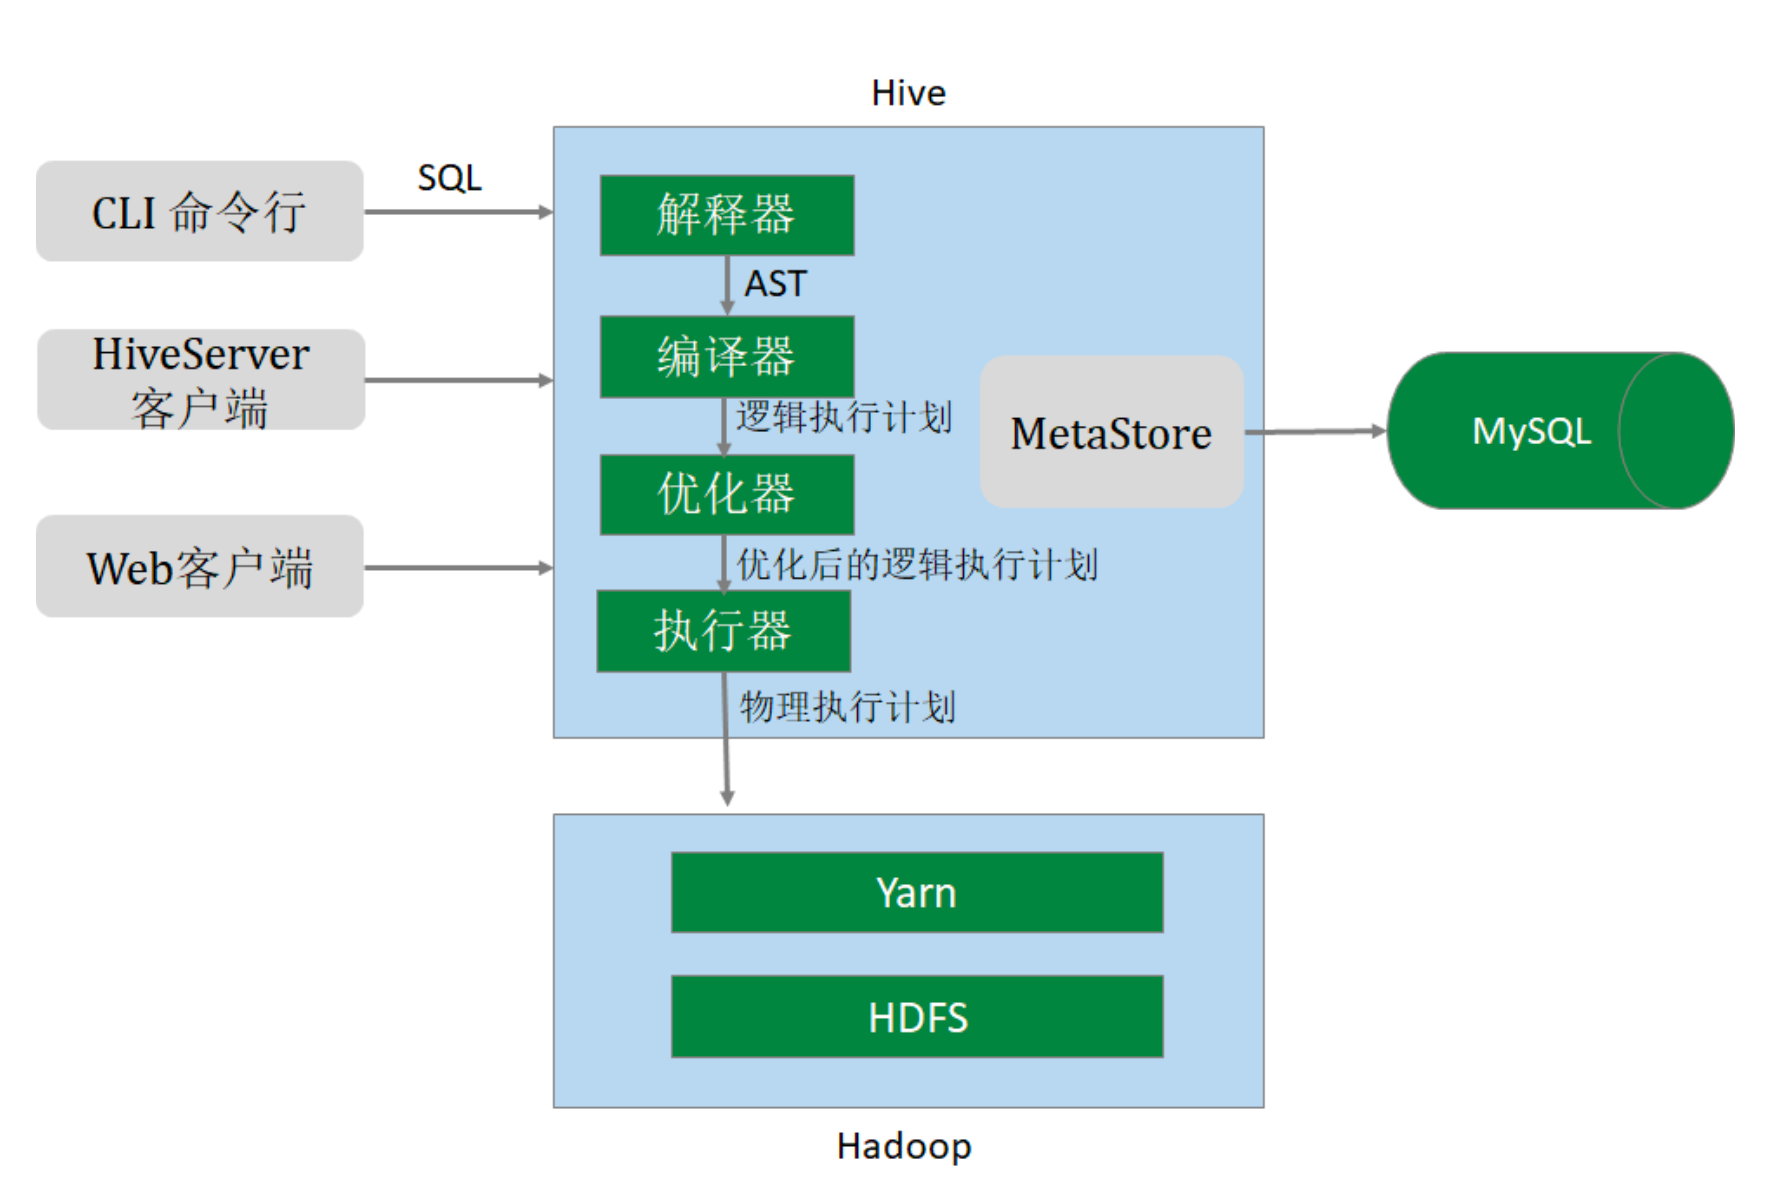 Hive
CLI 命令行
SQL
HiveServer
客户端
Web客户端
解释器
AST
编译器
逻辑执行计划
优化器
优化后的逻辑执行计划
执行器
物理执行计划
MetaStore
MySQL
Yarn
HDFS
Hadoop